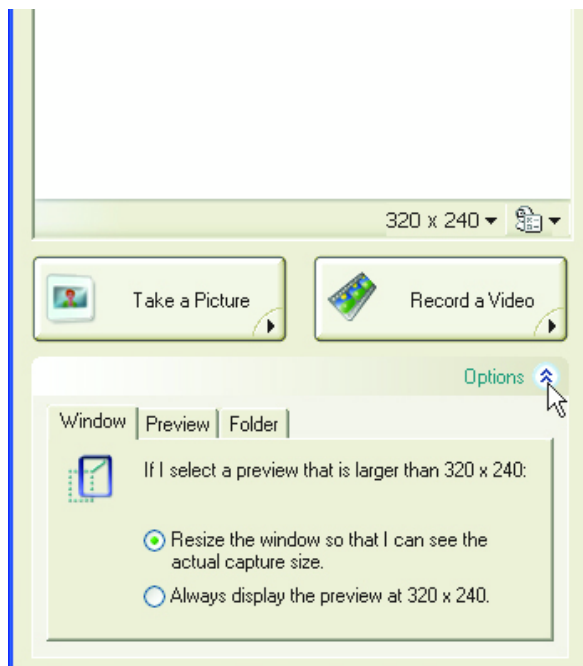 320 x 240
Take a Picture
Record a Video
Options
Window
Preview
Folder
If I select a preview that is larger than 320 x 240:
Resize the window so that I can see the
actual capture size.
Always display the preview at 320 x 240.